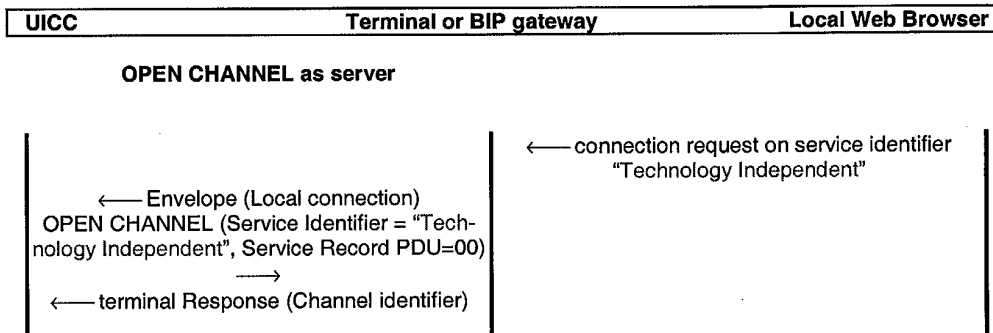 UICC Terminal or BIP gateway Local Web Browser
OPEN CHANNEL as server
←— connection request on service identifier
"Technology Independent"
←— Envelope (Local connection)
OPEN CHANNEL (Service Identifier = "Tech-
nology Independent", Service Record PDU=00)
—→
←— terminal Response (Channel identifier)